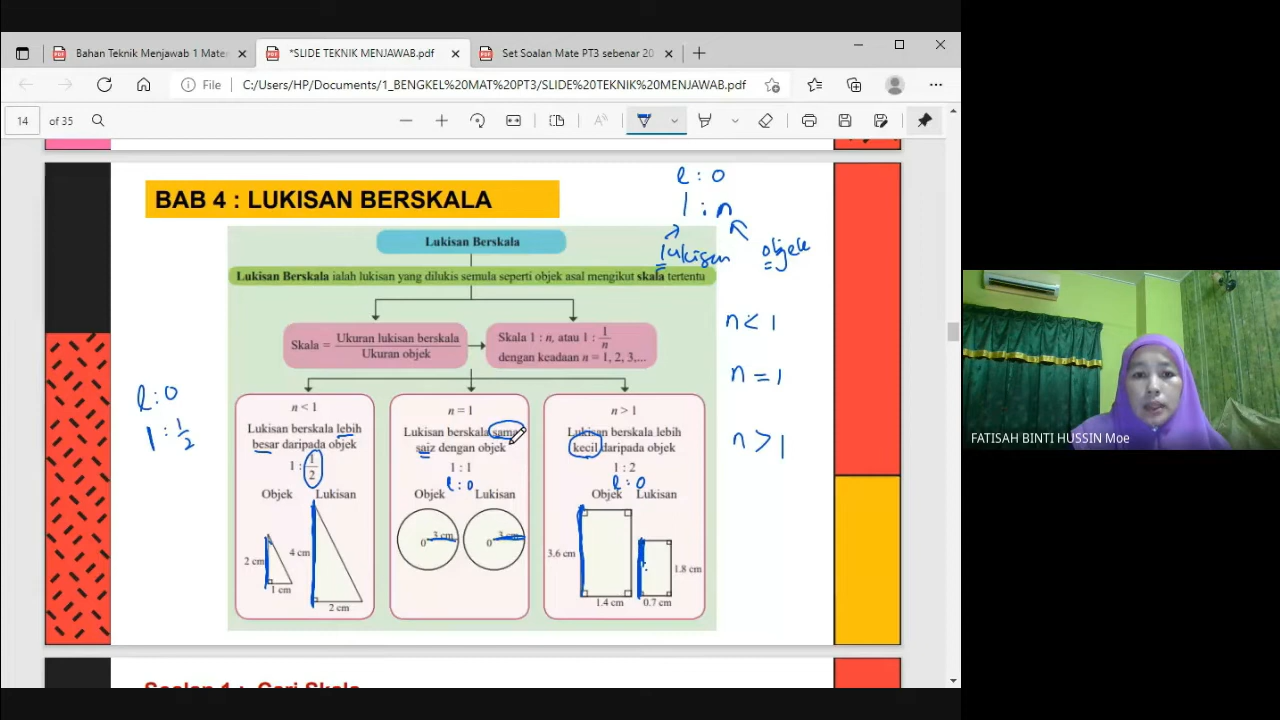 Bahan Teknik Menjawab 1 Mate
*SLIDE TEKNIK MENJAWAB.pdf
Set Soalan Mate PT3 sebenar 20
File
C:/Users/HP/Documents/1_BENGKEL%20MAT%20PT3/SLIDE%20TEKNIK%20MENJAWAB.pdf
14 of 35
BAB 4 : LUKISAN BERSKALA
l : 0
1 : n
lukisan objek
Lukisan Berskala
Lukisan Berskala ialah lukisan yang dilukis semula seperti objek asal mengikut skala tertentu
Skala = Ukuran lukisan berskala / Ukuran objek
Skala 1 : n, atau 1 : 1/n
dengan keadaan n = 1, 2, 3,...
n < 1
n = 1
n > 1
l : 0
1 : 1/2
n < 1
Lukisan berskala lebih
besar daripada objek
1 : 1/2
Objek Lukisan
2 cm
1 cm
4 cm
2 cm
n = 1
Lukisan berskala sama
saiz dengan objek
1 : 1
l : 0
Objek Lukisan
0 3 cm
0 3 cm
n > 1
Lukisan berskala lebih
kecil daripada objek
1 : 2
l : 0
Objek Lukisan
3.6 cm
1.4 cm
1.8 cm
0.7 cm
FATISAH BINTI HUSSIN Moe
Soalan 1 : Cari Skala